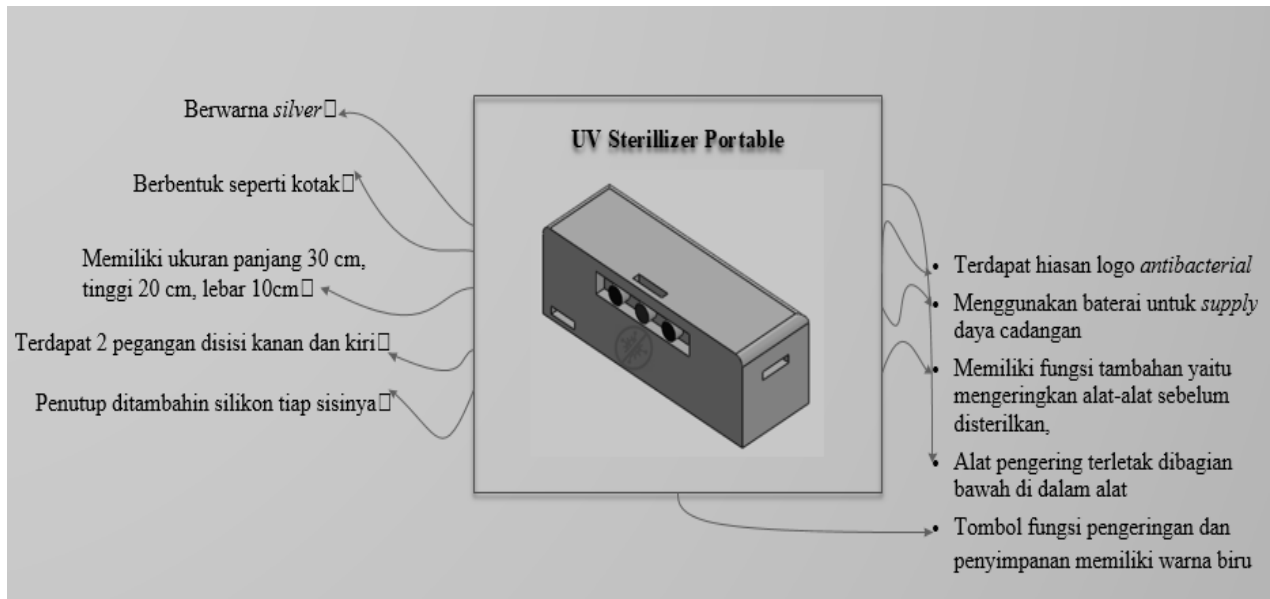 UV Sterillizer Portable
Berwarna silver
Berbentuk seperti kotak
Memiliki ukuran panjang 30 cm,
tinggi 20 cm, lebar 10cm
Terdapat 2 pegangan disisi kanan dan kiri
Penutup ditambahin silikon tiap sisinya
• Terdapat hiasan logo antibacterial
• Menggunakan baterai untuk supply
daya cadangan
• Memiliki fungsi tambahan yaitu
mengeringkan alat-alat sebelum
disterilkan,
• Alat pengering terletak dibagian
bawah di dalam alat
• Tombol fungsi pengeringan dan
penyimpanan memiliki warna biru